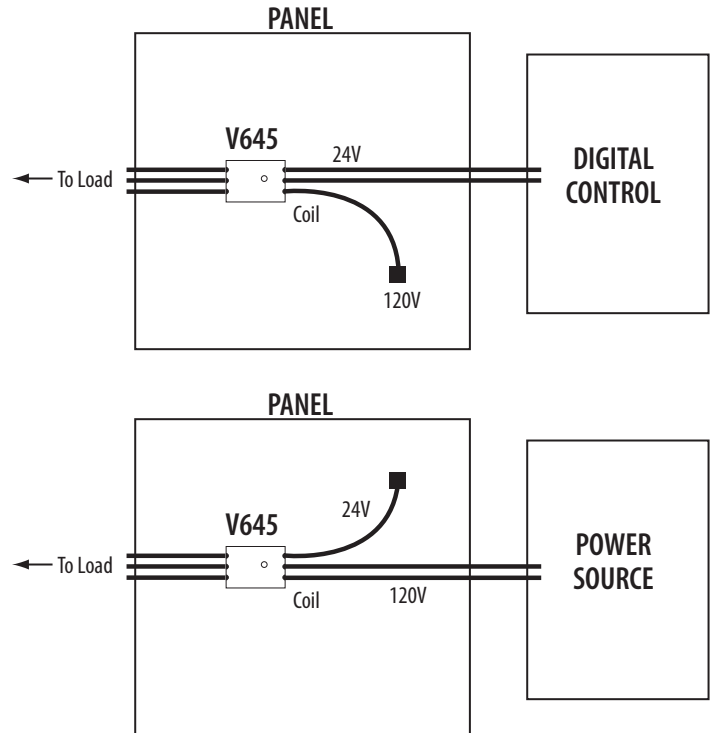 PANEL
V645
24V
To Load
Coil
120V
DIGITAL
CONTROL
PANEL
24V
V645
To Load
Coil
120V
POWER
SOURCE